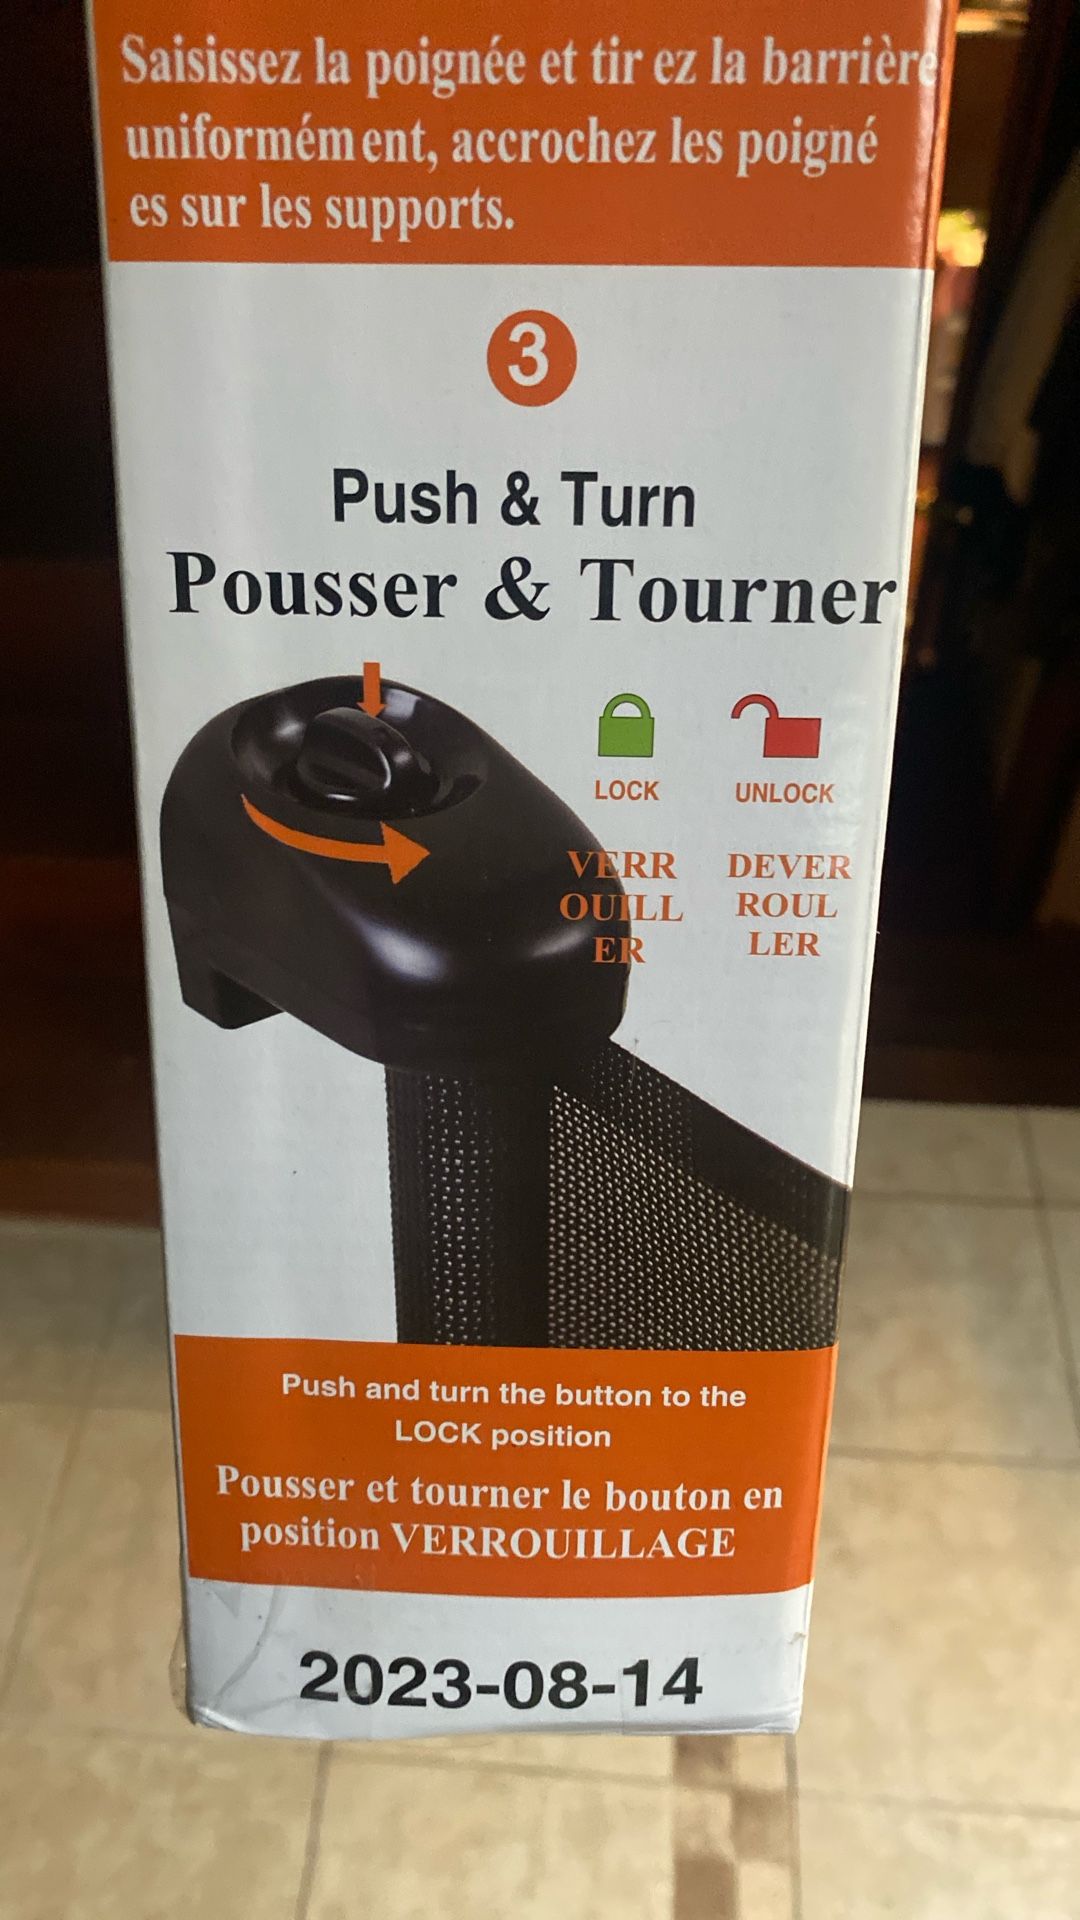 Saisissez la poignée et tir ez la barrière
uniformément, accrochez les poigné
es sur les supports.
3
Push & Turn
Pousser & Tourner
LOCK
UNLOCK
VERR
OUILL
ER
DEVER
ROUL
LER
Push and turn the button to the
LOCK position
Pousser et tourner le bouton en
position VERROUILLAGE
2023-08-14